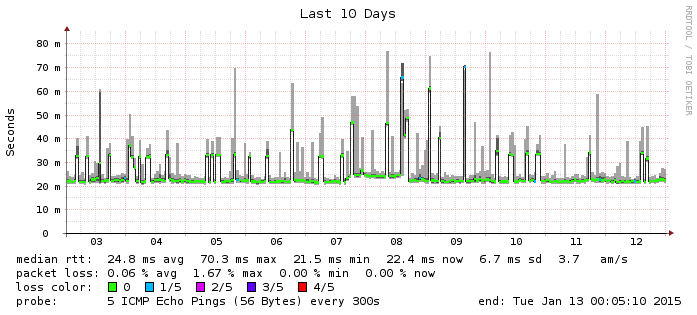 Last 10 Days
RRDTOOL / TOBI OETIKER
Seconds
80 m
70 m
60 m
50 m
40 m
30 m
20 m
10 m
0
03 04 05 06 07 08 09 10 11 12
median rtt: 24.8 ms avg 70.3 ms max 21.5 ms min 22.4 ms now 6.7 ms sd 3.7 am/s
packet loss: 0.06 % avg 1.67 % max 0.00 % min 0.00 % now
loss color: 0 1/5 2/5 3/5 4/5
probe: 5 ICMP Echo Pings (56 Bytes) every 300s end: Tue Jan 13 00:05:10 2015